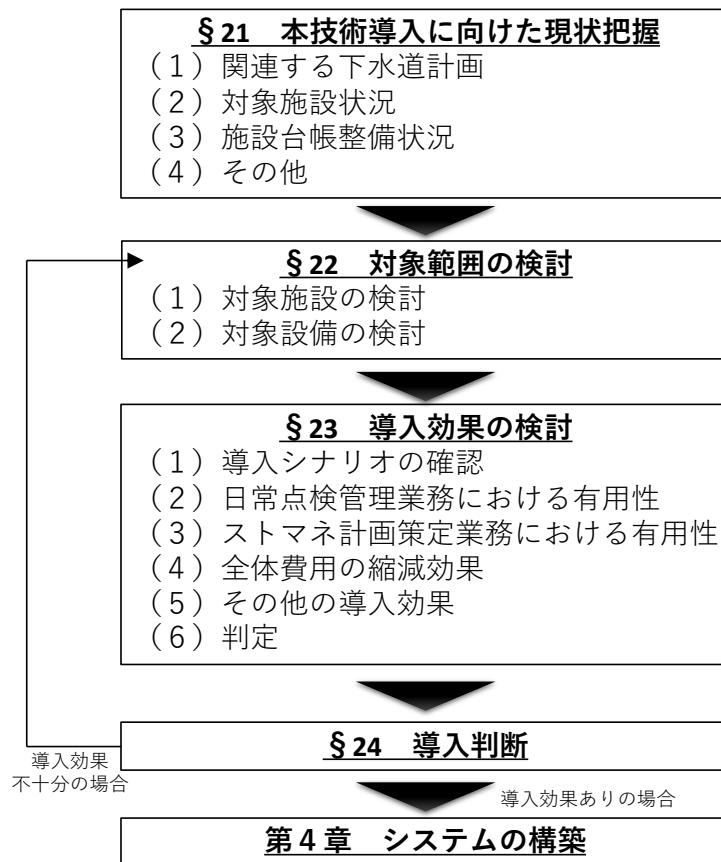 §21　本技術導入に向けた現状把握
（１）関連する下水道計画
（２）対象施設状況
（３）施設台帳整備状況
（４）その他
§22　対象範囲の検討
（１）対象施設の検討
（２）対象設備の検討
§23　導入効果の検討
（１）導入シナリオの確認
（２）日常点検管理業務における有用性
（３）ストマネ計画策定業務における有用性
（４）全体費用の縮減効果
（５）その他の導入効果
（６）判定
§24　導入判断
導入効果
不十分の場合
導入効果ありの場合
第４章　システムの構築